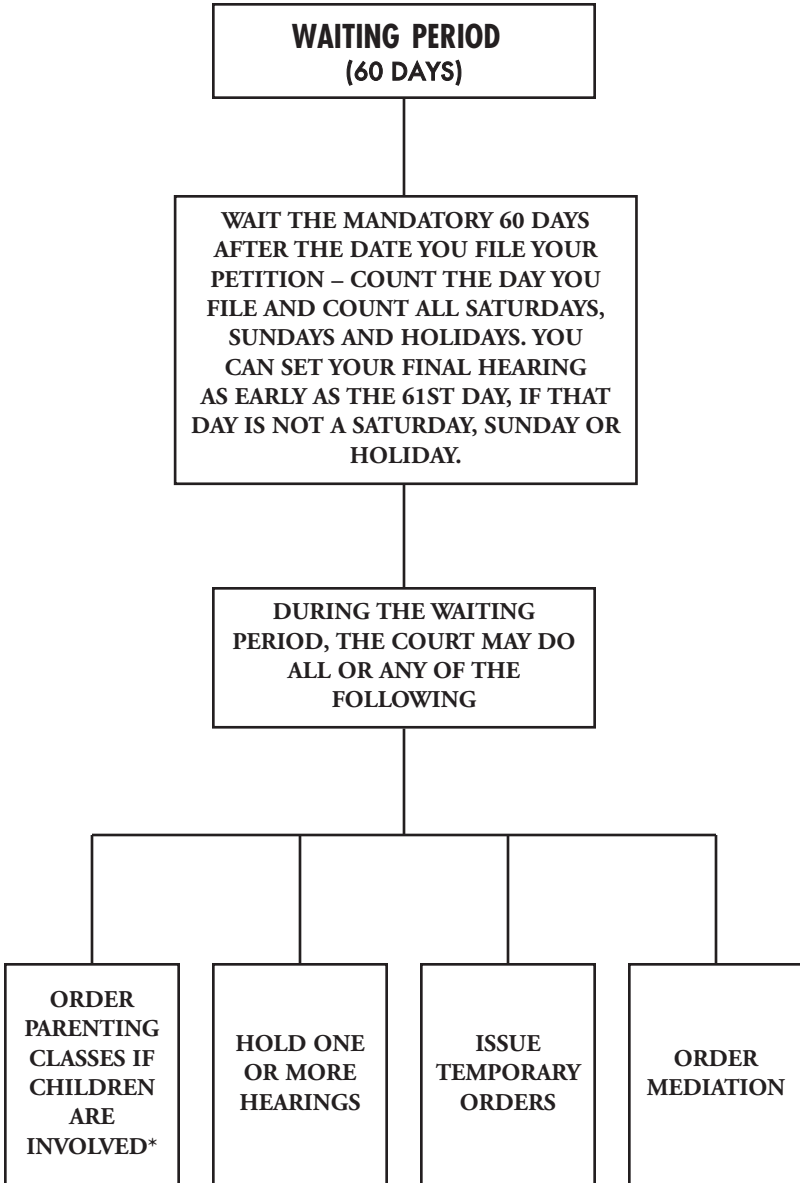 WAITING PERIOD
(60 DAYS)
WAIT THE MANDATORY 60 DAYS
AFTER THE DATE YOU FILE YOUR
PETITION – COUNT THE DAY YOU
FILE AND COUNT ALL SATURDAYS,
SUNDAYS AND HOLIDAYS. YOU
CAN SET YOUR FINAL HEARING
AS EARLY AS THE 61ST DAY, IF THAT
DAY IS NOT A SATURDAY, SUNDAY OR
HOLIDAY.
DURING THE WAITING
PERIOD, THE COURT MAY DO
ALL OR ANY OF THE
FOLLOWING
ORDER
PARENTING
CLASSES IF
CHILDREN
ARE
INVOLVED*
HOLD ONE
OR MORE
HEARINGS
ISSUE
TEMPORARY
ORDERS
ORDER
MEDIATION